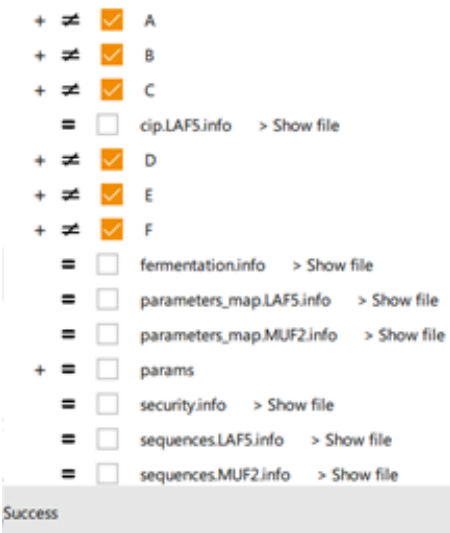 + ≠ A
+ ≠ B
+ ≠ C
= cip.LAF5.info > Show file
+ ≠ D
+ ≠ E
+ ≠ F
= fermentation.info > Show file
= parameters_map.LAF5.info > Show file
= parameters_map.MUF2.info > Show file
+ = params
= security.info > Show file
= sequences.LAF5.info > Show file
= sequences.MUF2.info > Show file
Success